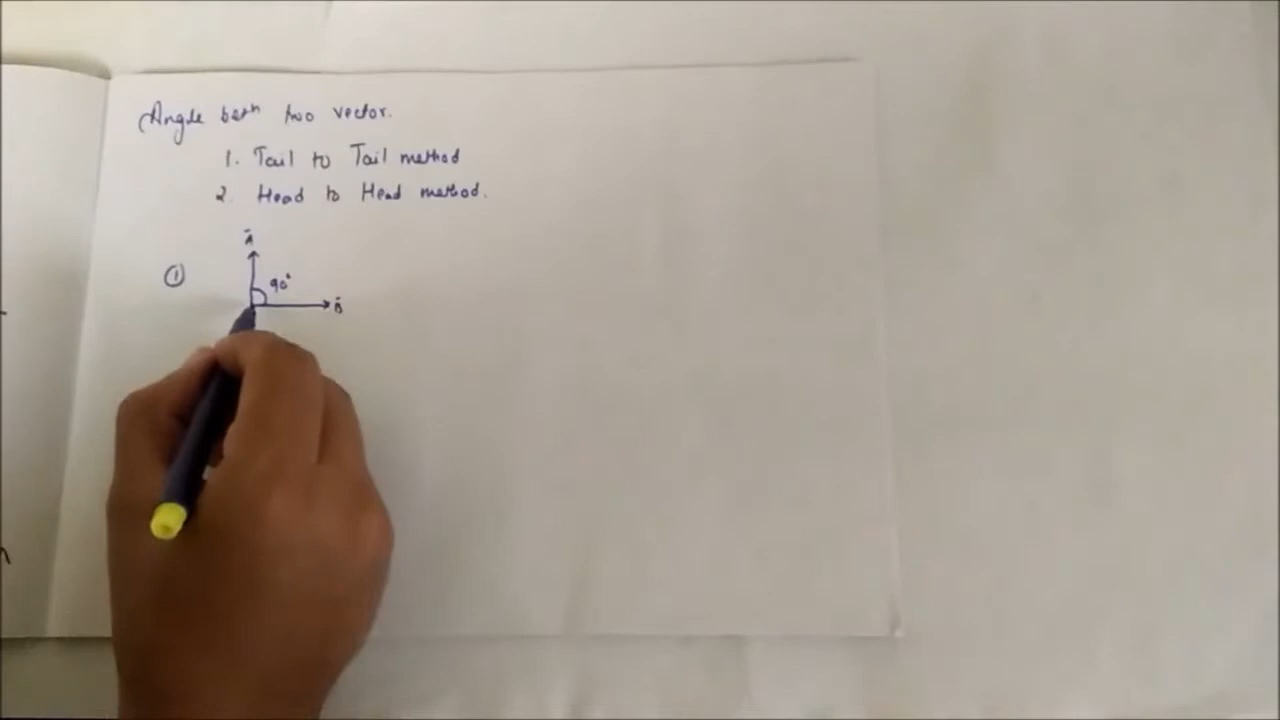 Angle betn two vector.
1. Tail to Tail method
2. Head to Head method.
A
① 90°
B